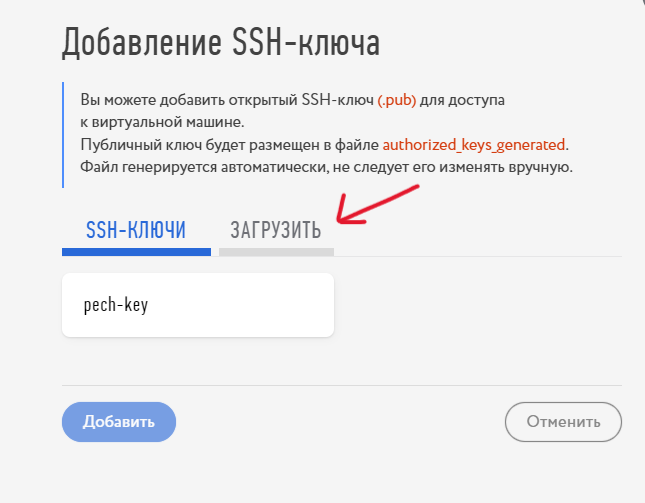 Добавление SSH-ключа
Вы можете добавить открытый SSH-ключ (.pub) для доступа
к виртуальной машине.
Публичный ключ будет размещен в файле authorized_keys_generated.
Файл генерируется автоматически, не следует его изменять вручную.
SSH-КЛЮЧИ ЗАГРУЗИТЬ
pech-key
Добавить Отменить